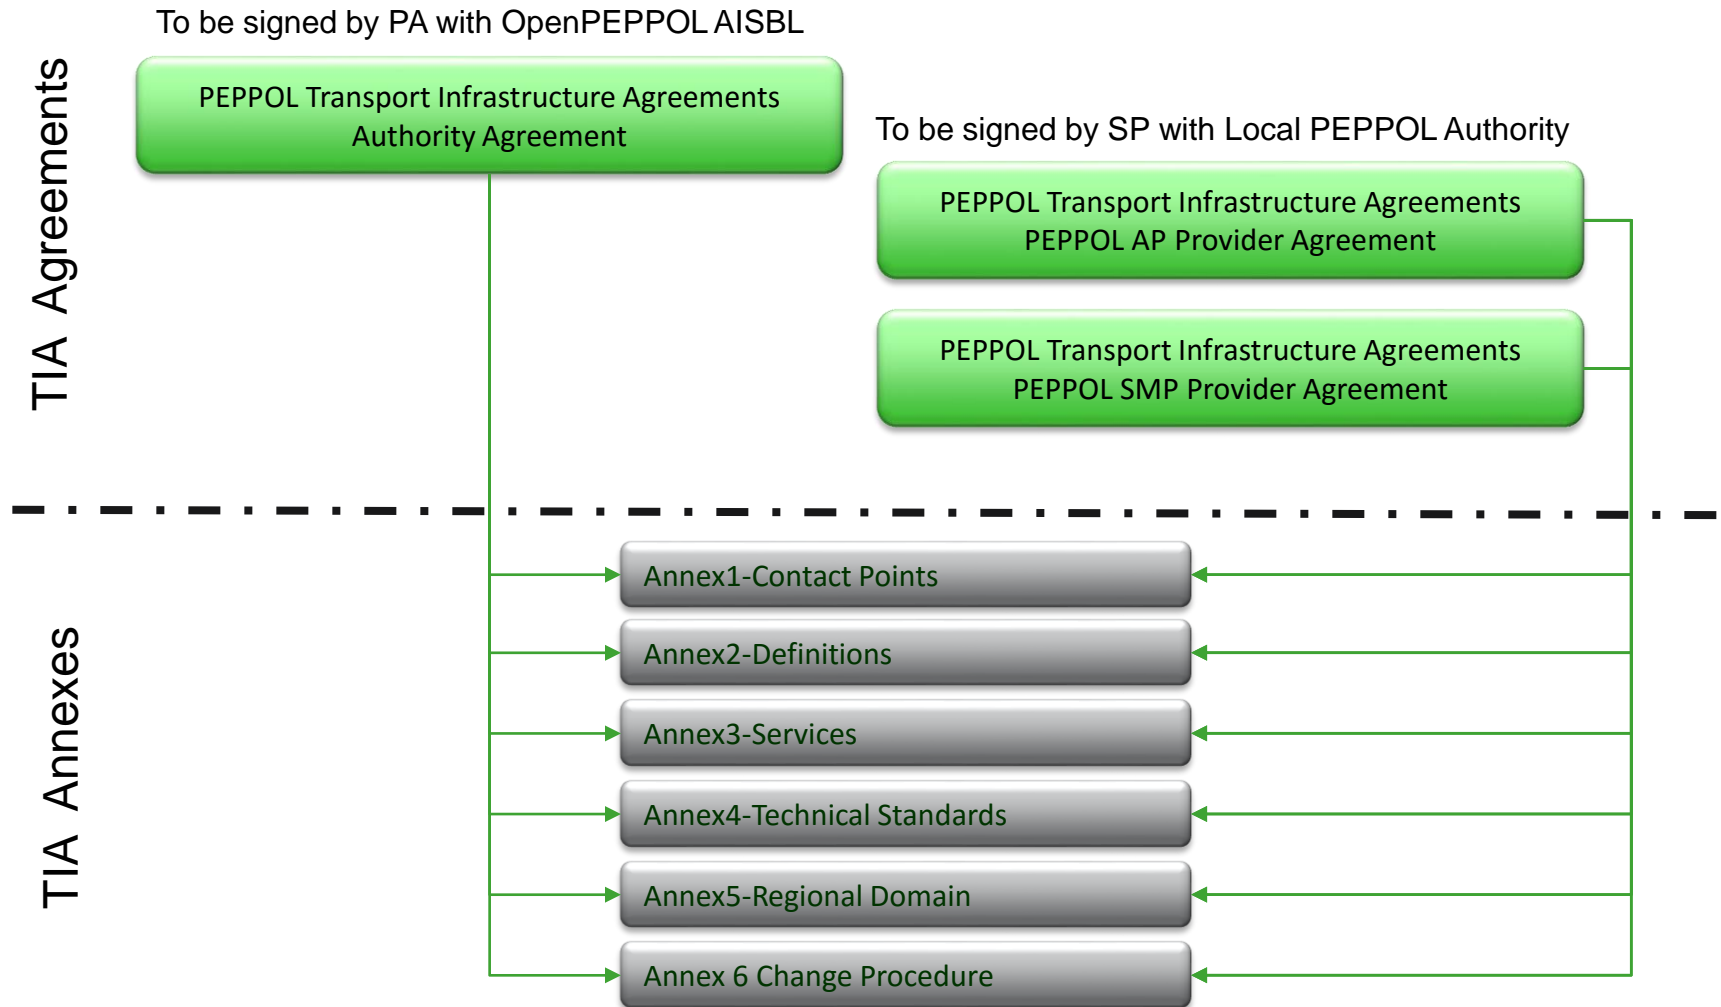 To be signed by PA with OpenPEPPOL AISBL
TIA Agreements
PEPPOL Transport Infrastructure Agreements
Authority Agreement
To be signed by SP with Local PEPPOL Authority
PEPPOL Transport Infrastructure Agreements
PEPPOL AP Provider Agreement
PEPPOL Transport Infrastructure Agreements
PEPPOL SMP Provider Agreement
TIA Annexes
Annex1-Contact Points
Annex2-Definitions
Annex3-Services
Annex4-Technical Standards
Annex5-Regional Domain
Annex 6 Change Procedure